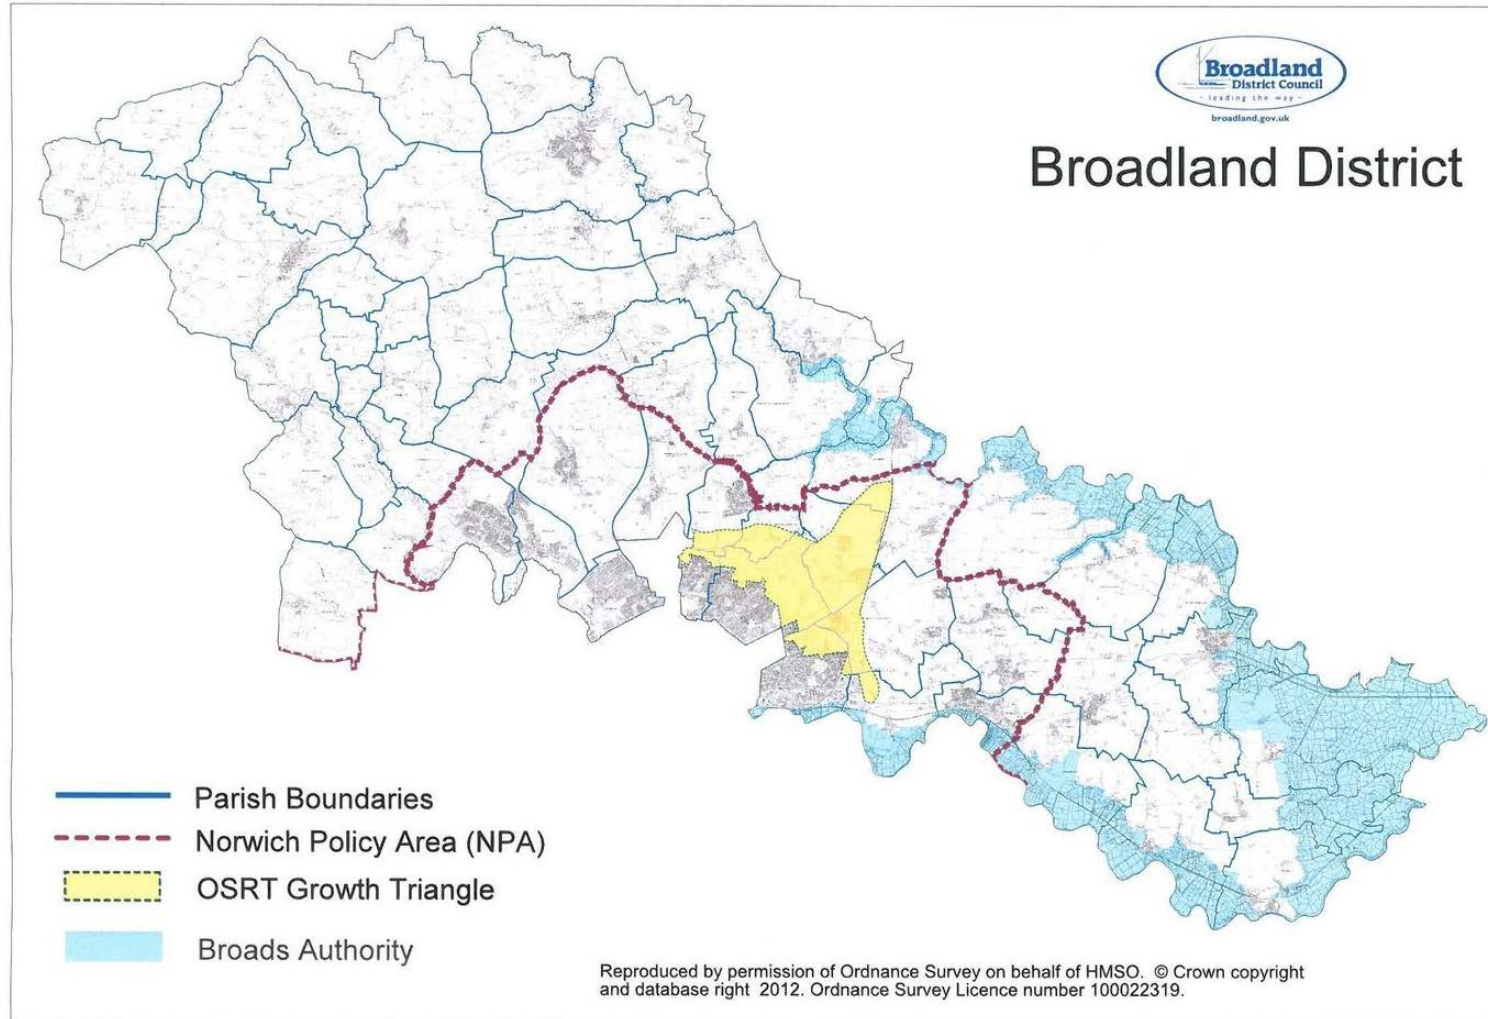 Broadland
District Council
- leading the way -
broadland.gov.uk
Broadland District
Parish Boundaries
Norwich Policy Area (NPA)
OSRT Growth Triangle
Broads Authority
Reproduced by permission of Ordnance Survey on behalf of HMSO. © Crown copyright
and database right 2012. Ordnance Survey Licence number 100022319.